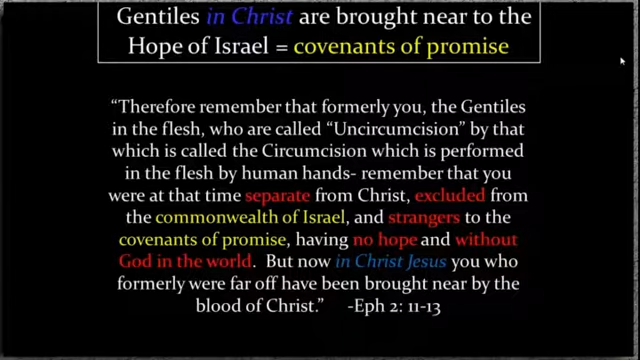 Gentiles in Christ are brought near to the
Hope of Israel = covenants of promise
“Therefore remember that formerly you, the Gentiles
in the flesh, who are called “Uncircumcision” by that
which is called the Circumcision which is performed
in the flesh by human hands- remember that you
were at that time separate from Christ, excluded from
the commonwealth of Israel, and strangers to the
covenants of promise, having no hope and without
God in the world. But now in Christ Jesus you who
formerly were far off have been brought near by the
blood of Christ.” -Eph 2: 11-13